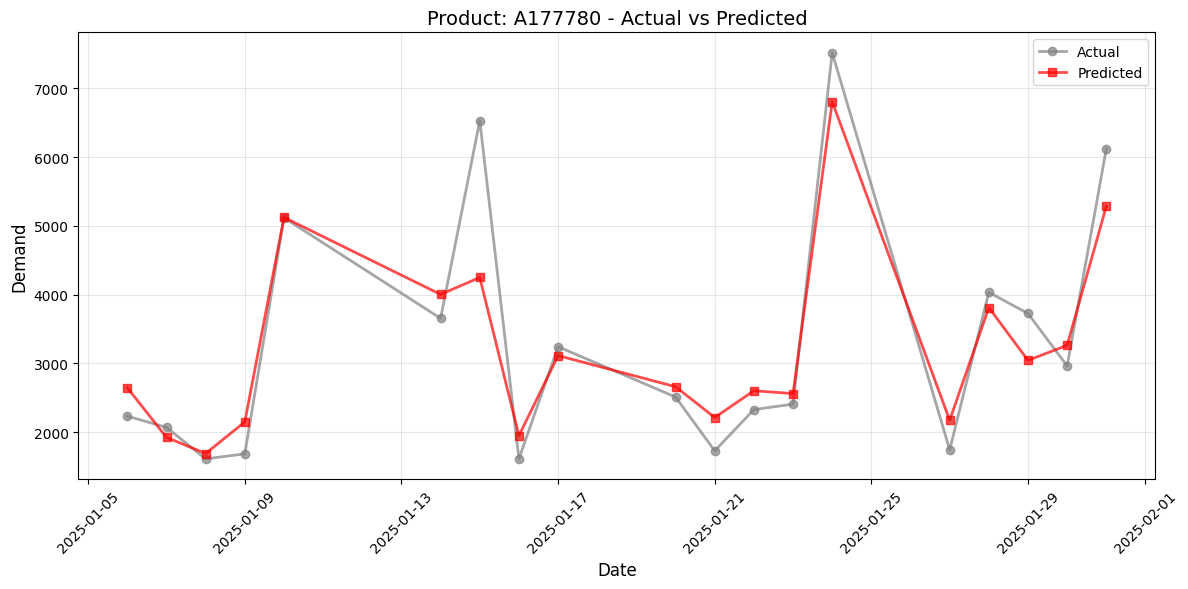 Product: A177780 - Actual vs Predicted
Actual
Predicted
Demand
7000
6000
5000
4000
3000
2000
2025-01-05
2025-01-09
2025-01-13
2025-01-17
2025-01-21
2025-01-25
2025-01-29
2025-02-01
Date